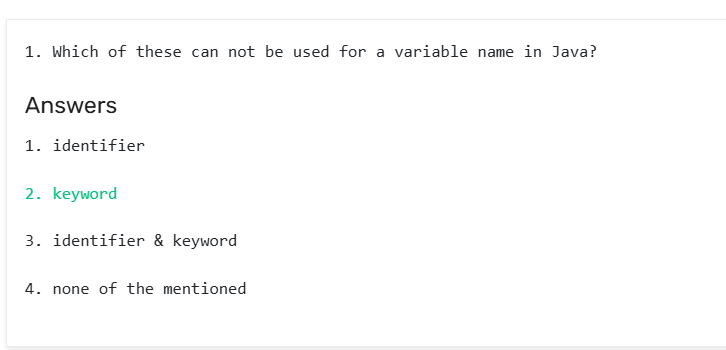 1. Which of these can not be used for a variable name in Java?
Answers
1. identifier
2. keyword
3. identifier & keyword
4. none of the mentioned